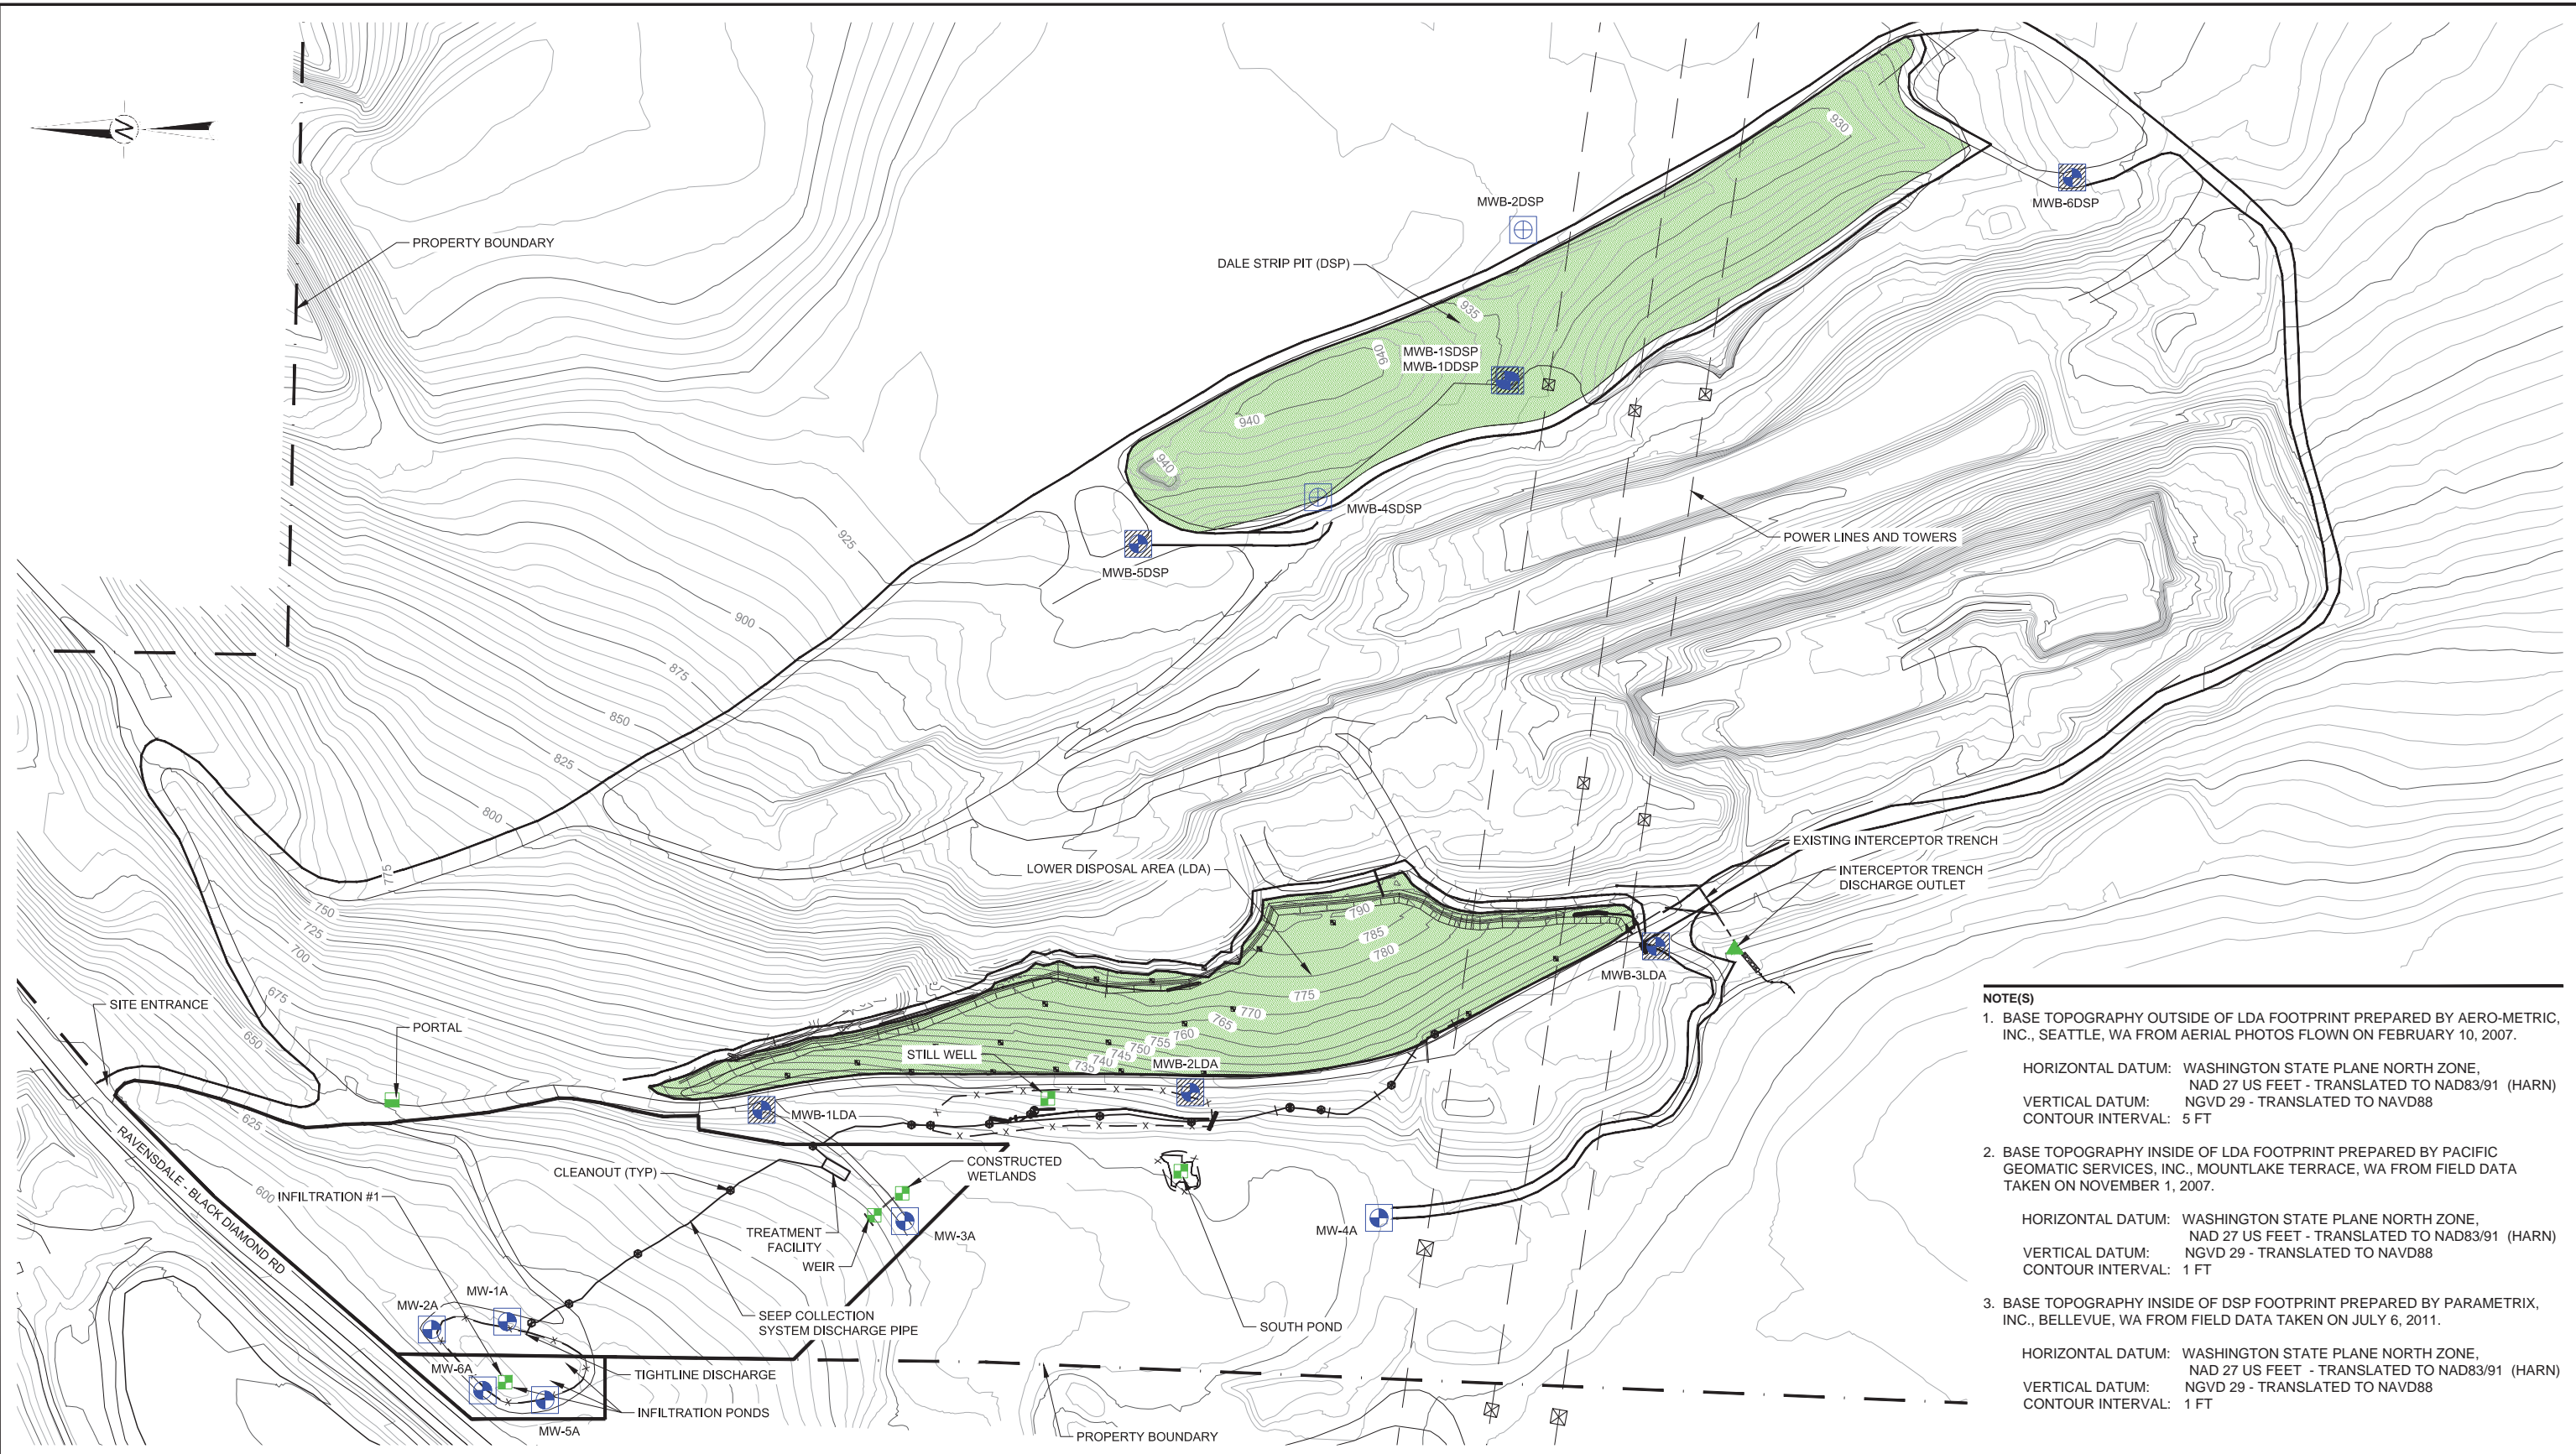 N
PROPERTY BOUNDARY
MWB-2DSP
MWB-6DSP
DALE STRIP PIT (DSP)
930
935
940
MWB-1SDSP
MWB-1DDSP
940
940
MWB-4SDSP
MWB-5DSP
POWER LINES AND TOWERS
925
900
875
850
825
800
775
750
725
700
675
650
625
600
EXISTING INTERCEPTOR TRENCH
INTERCEPTOR TRENCH
DISCHARGE OUTLET
LOWER DISPOSAL AREA (LDA)
790
785
780
775
770
765
760
755
750
745
740
735
MWB-3LDA
SITE ENTRANCE
PORTAL
STILL WELL
MWB-2LDA
MWB-1LDA
CLEANOUT (TYP)
CONSTRUCTED
WETLANDS
RAVENSDALE - BLACK DIAMOND RD
INFILTRATION #1
TREATMENT
FACILITY
WEIR
MW-3A
MW-4A
MW-1A
MW-2A
SEEP COLLECTION
SYSTEM DISCHARGE PIPE
SOUTH POND
MW-6A
TIGHTLINE DISCHARGE
INFILTRATION PONDS
MW-5A
PROPERTY BOUNDARY
NOTE(S)
1. BASE TOPOGRAPHY OUTSIDE OF LDA FOOTPRINT PREPARED BY AERO-METRIC,
INC., SEATTLE, WA FROM AERIAL PHOTOS FLOWN ON FEBRUARY 10, 2007.
HORIZONTAL DATUM: WASHINGTON STATE PLANE NORTH ZONE,
NAD 27 US FEET - TRANSLATED TO NAD83/91 (HARN)
VERTICAL DATUM: NGVD 29 - TRANSLATED TO NAVD88
CONTOUR INTERVAL: 5 FT
2. BASE TOPOGRAPHY INSIDE OF LDA FOOTPRINT PREPARED BY PACIFIC
GEOMATIC SERVICES, INC., MOUNTLAKE TERRACE, WA FROM FIELD DATA
TAKEN ON NOVEMBER 1, 2007.
HORIZONTAL DATUM: WASHINGTON STATE PLANE NORTH ZONE,
NAD 27 US FEET - TRANSLATED TO NAD83/91 (HARN)
VERTICAL DATUM: NGVD 29 - TRANSLATED TO NAVD88
CONTOUR INTERVAL: 1 FT
3. BASE TOPOGRAPHY INSIDE OF DSP FOOTPRINT PREPARED BY PARAMETRIX,
INC., BELLEVUE, WA FROM FIELD DATA TAKEN ON JULY 6, 2011.
HORIZONTAL DATUM: WASHINGTON STATE PLANE NORTH ZONE,
NAD 27 US FEET - TRANSLATED TO NAD83/91 (HARN)
VERTICAL DATUM: NGVD 29 - TRANSLATED TO NAVD88
CONTOUR INTERVAL: 1 FT